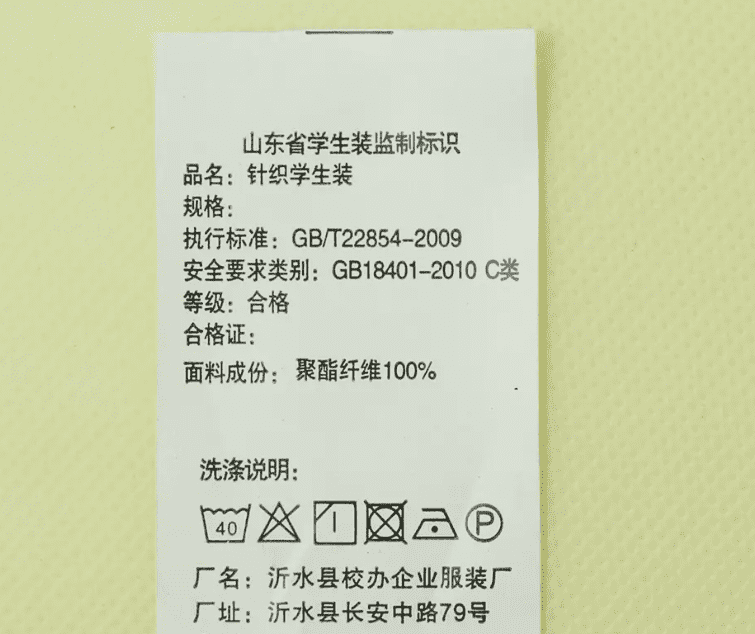 山东省学生装监制标识
品名：针织学生装
规格：
执行标准：GB/T22854-2009
安全要求类别：GB18401-2010 C类
等级：合格
合格证：
面料成份：聚酯纤维100%
洗涤说明：
40 P
厂名：沂水县校办企业服装厂
厂址：沂水县长安中路79号